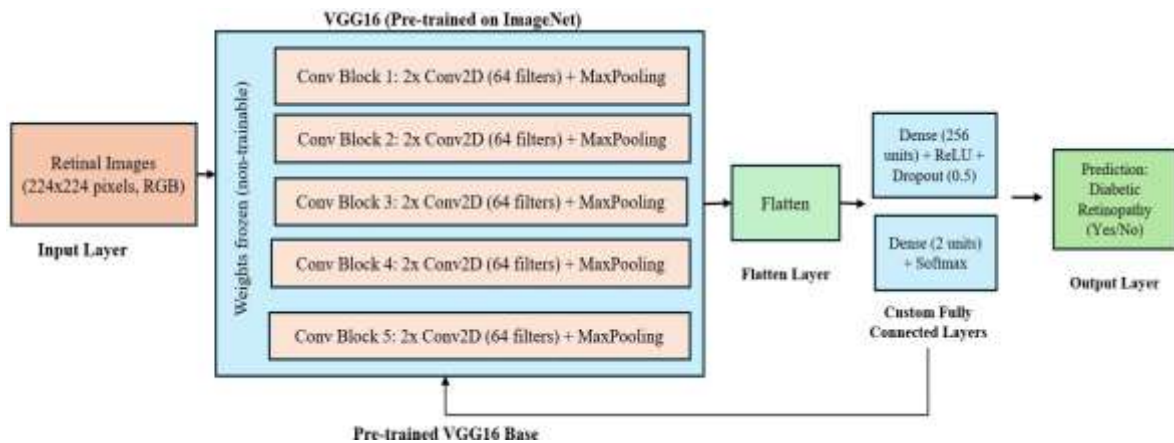 VGG16 (Pre-trained on ImageNet)
Weights frozen (non-trainable)
Conv Block 1: 2x Conv2D (64 filters) + MaxPooling
Conv Block 2: 2x Conv2D (64 filters) + MaxPooling
Conv Block 3: 2x Conv2D (64 filters) + MaxPooling
Conv Block 4: 2x Conv2D (64 filters) + MaxPooling
Conv Block 5: 2x Conv2D (64 filters) + MaxPooling
Retinal Images
(224x224 pixels, RGB)
Input Layer
Flatten
Flatten Layer
Dense (256
units) + ReLU +
Dropout (0.5)
Dense (2 units)
+ Softmax
Custom Fully
Connected Layers
Prediction:
Diabetic
Retinopathy
(Yes/No)
Output Layer
Pre-trained VGG16 Base